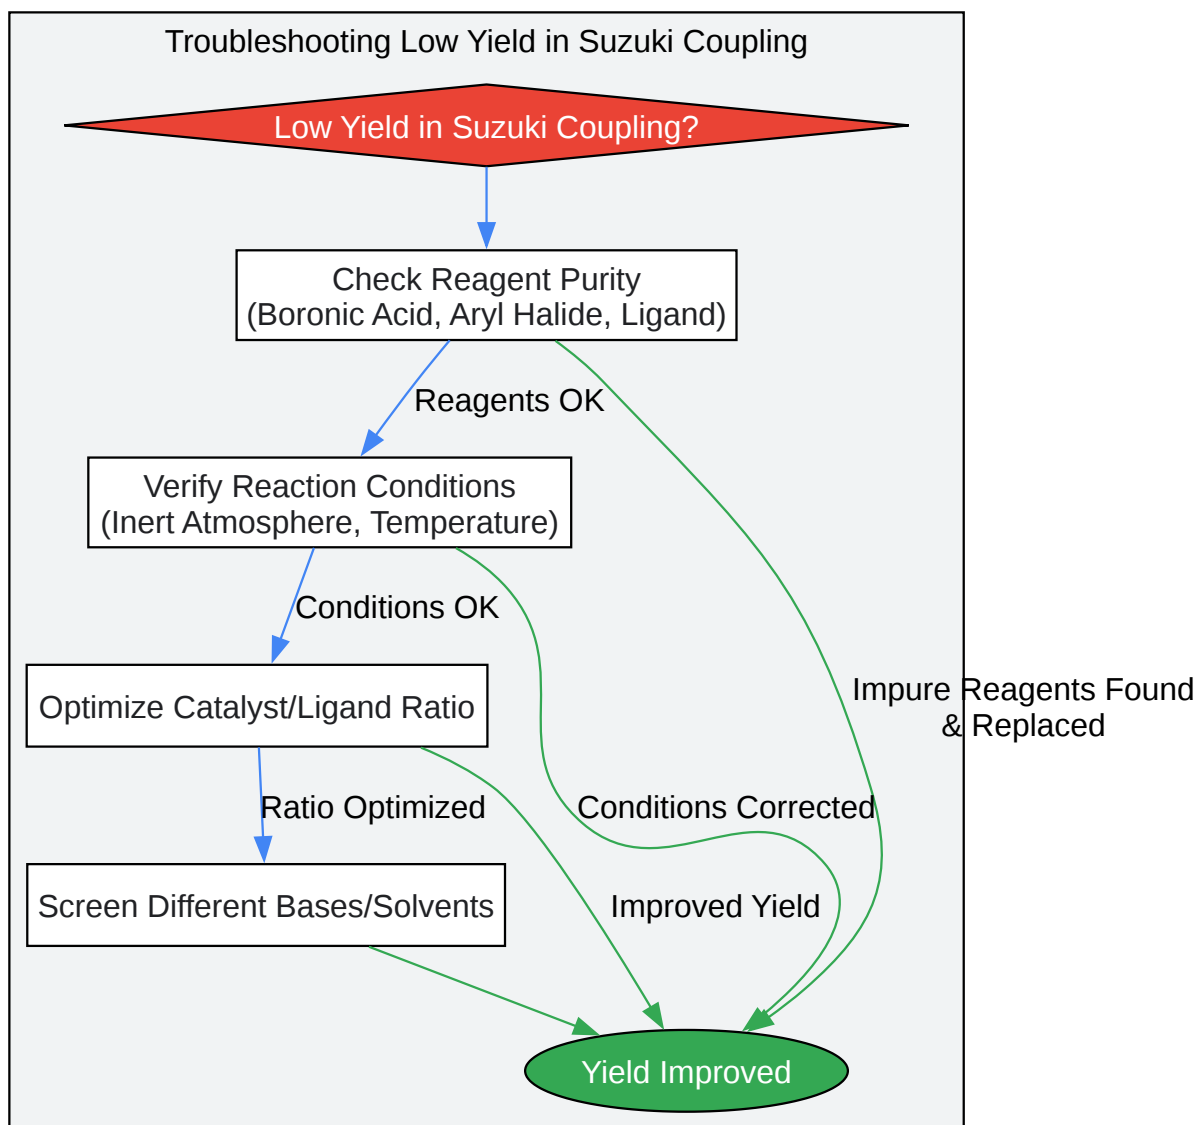 Troubleshooting Low Yield in Suzuki Coupling
Low Yield in Suzuki Coupling?
Check Reagent Purity
(Boronic Acid, Aryl Halide, Ligand)
Reagents OK
Verify Reaction Conditions
(Inert Atmosphere, Temperature)
Conditions OK
Impure Reagents Found
& Replaced
Optimize Catalyst/Ligand Ratio
Ratio Optimized
Conditions Corrected
Screen Different Bases/Solvents
Improved Yield
Yield Improved